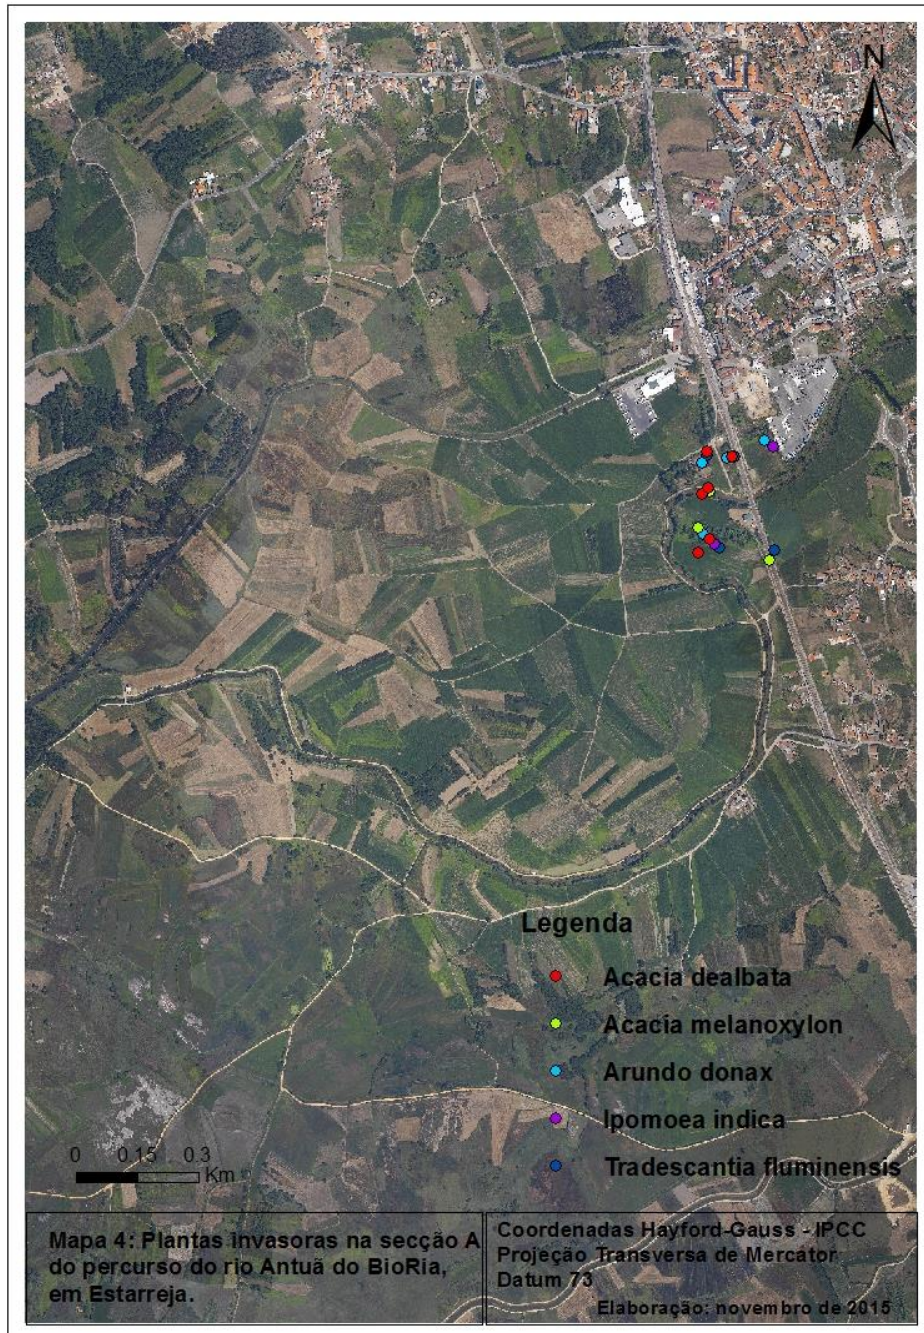 N
Legenda
Acacia dealbata
Acacia melanoxylon
Arundo donax
Ipomoea indica
Tradescantia fluminensis
0 0.15 0.3
Km
Mapa 4: Plantas invasoras na secção A
do percurso do rio Antuã do BioRia,
em Estarreja.
Coordenadas Hayford-Gauss - IPCC
Projeção Transversa de Mercator
Datum 73
Elaboração: novembro de 2015